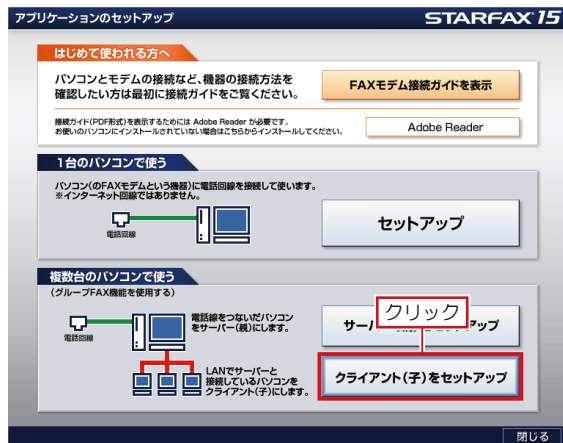 アプリケーションのセットアップ
STARFAX 15
はじめて使われる方へ
パソコンとモデムの接続など、機器の接続方法を
確認したい方は最初に接続ガイドをご覧ください。
FAXモデム接続ガイドを表示
接続ガイド(PDF形式)を表示するためには Adobe Reader が必要です。
お使いのパソコンにインストールされていない場合はこちらからインストールしてください。
Adobe Reader
1台のパソコンで使う
パソコン(のFAXモデムという機器)に電話回線を接続して使います。
※インターネット回線ではありません。
電話回線
セットアップ
複数台のパソコンで使う
(グループFAX機能を使用する)
電話回線
電話線をつないだパソコン
をサーバー(親)にします。
クリック
サーバ
アップ
LANでサーバーと
接続しているパソコンを
クライアント(子)にします。
クライアント(子)をセットアップ
閉じる